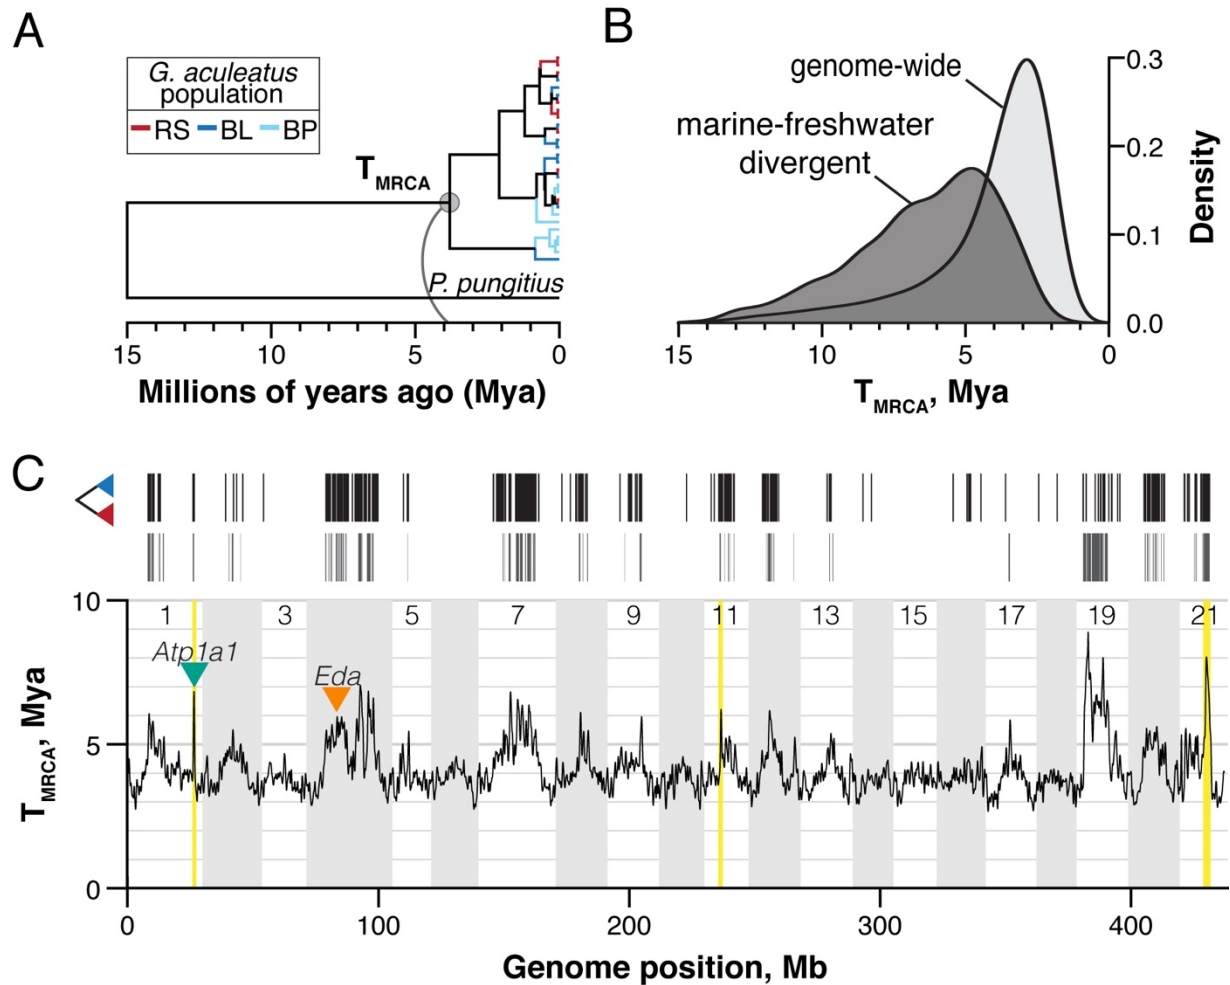 A
G. aculeatus
population
RS BL BP
T_MRCA
P. pungitius
15 10 5 0
Millions of years ago (Mya)
B
genome-wide
marine-freshwater
divergent
0.3
0.2
0.1
0.0
Density
15 10 5 0
T_MRCA, Mya
C
10
5
0
T_MRCA, Mya
1 3 5 7 9 11 13 15 17 19 21
Atp1a1
Eda
0 100 200 300 400
Genome position, Mb